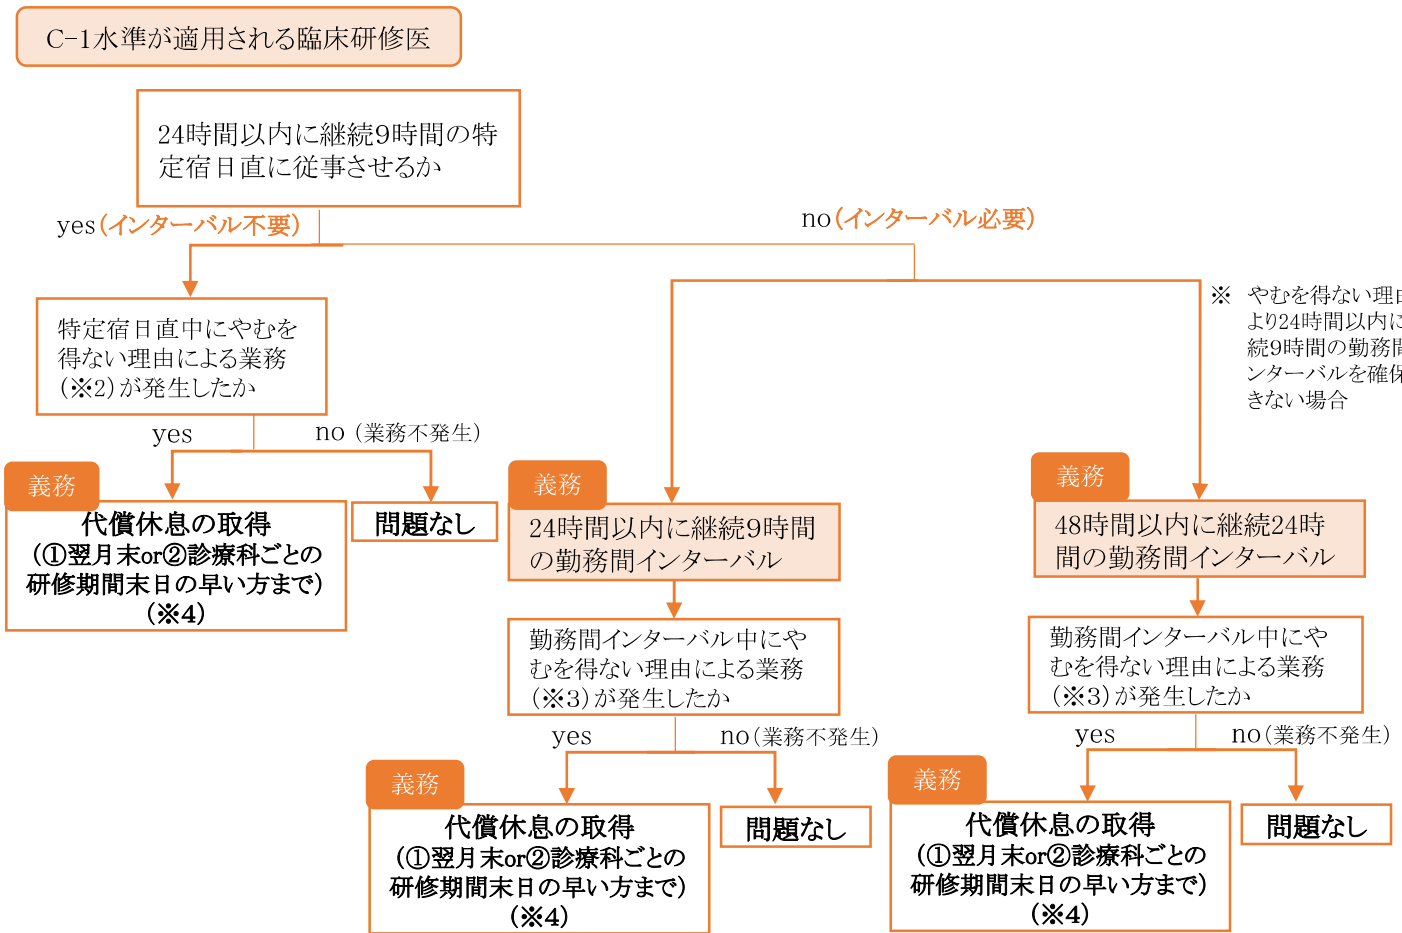 C-1水準が適用される臨床研修医
24時間以内に継続9時間の特
定宿日直に従事させるか
yes(インターバル不要)
no(インターバル必要)
※ やむを得ない理由
より24時間以内に
続9時間の勤務間
ンターバルを確保
きない場合
特定宿日直中にやむを
得ない理由による業務
(※2)が発生したか
yes
no (業務不発生)
義務
代償休息の取得
(①翌月末or②診療科ごとの
研修期間末日の早い方まで)
(※4)
問題なし
義務
24時間以内に継続9時間
の勤務間インターバル
義務
48時間以内に継続24時
間の勤務間インターバル
勤務間インターバル中にや
むを得ない理由による業務
(※3)が発生したか
勤務間インターバル中にや
むを得ない理由による業務
(※3)が発生したか
yes
no(業務不発生)
yes
no(業務不発生)
義務
代償休息の取得
(①翌月末or②診療科ごとの
研修期間末日の早い方まで)
(※4)
問題なし
義務
代償休息の取得
(①翌月末or②診療科ごとの
研修期間末日の早い方まで)
(※4)
問題なし